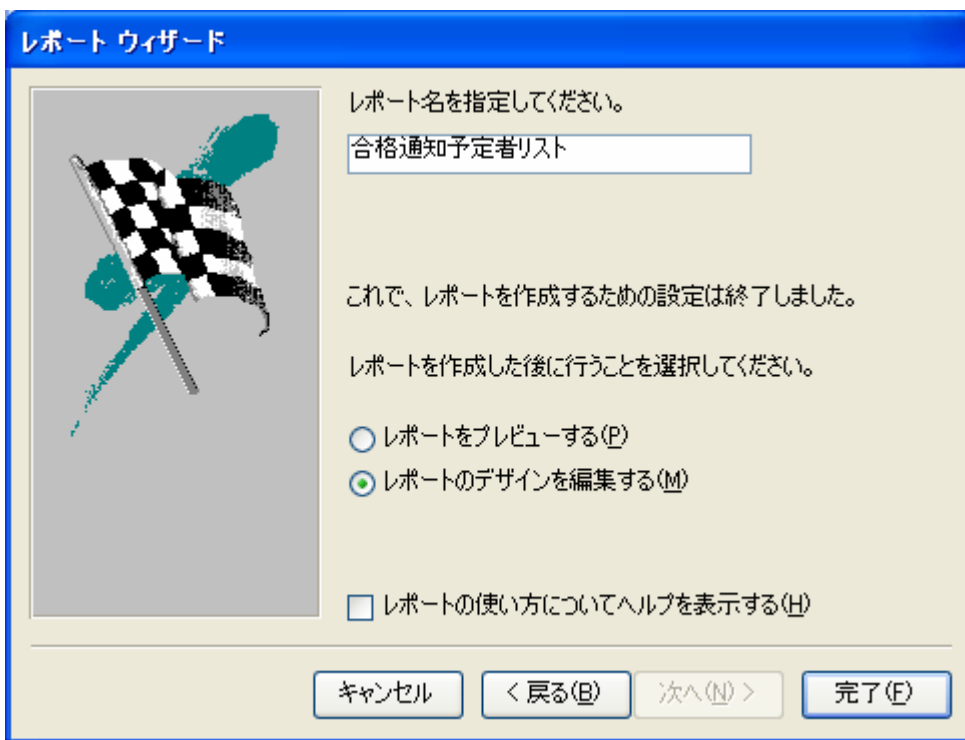 レポート ウィザード
レポート名を指定してください。
合格通知予定者リスト
これで、レポートを作成するための設定は終了しました。
レポートを作成した後に行うことを選択してください。
レポートをプレビューする(P)
レポートのデザインを編集する(M)
レポートの使い方についてヘルプを表示する(H)
キャンセル < 戻る(B) 次へ(N) > 完了(F)